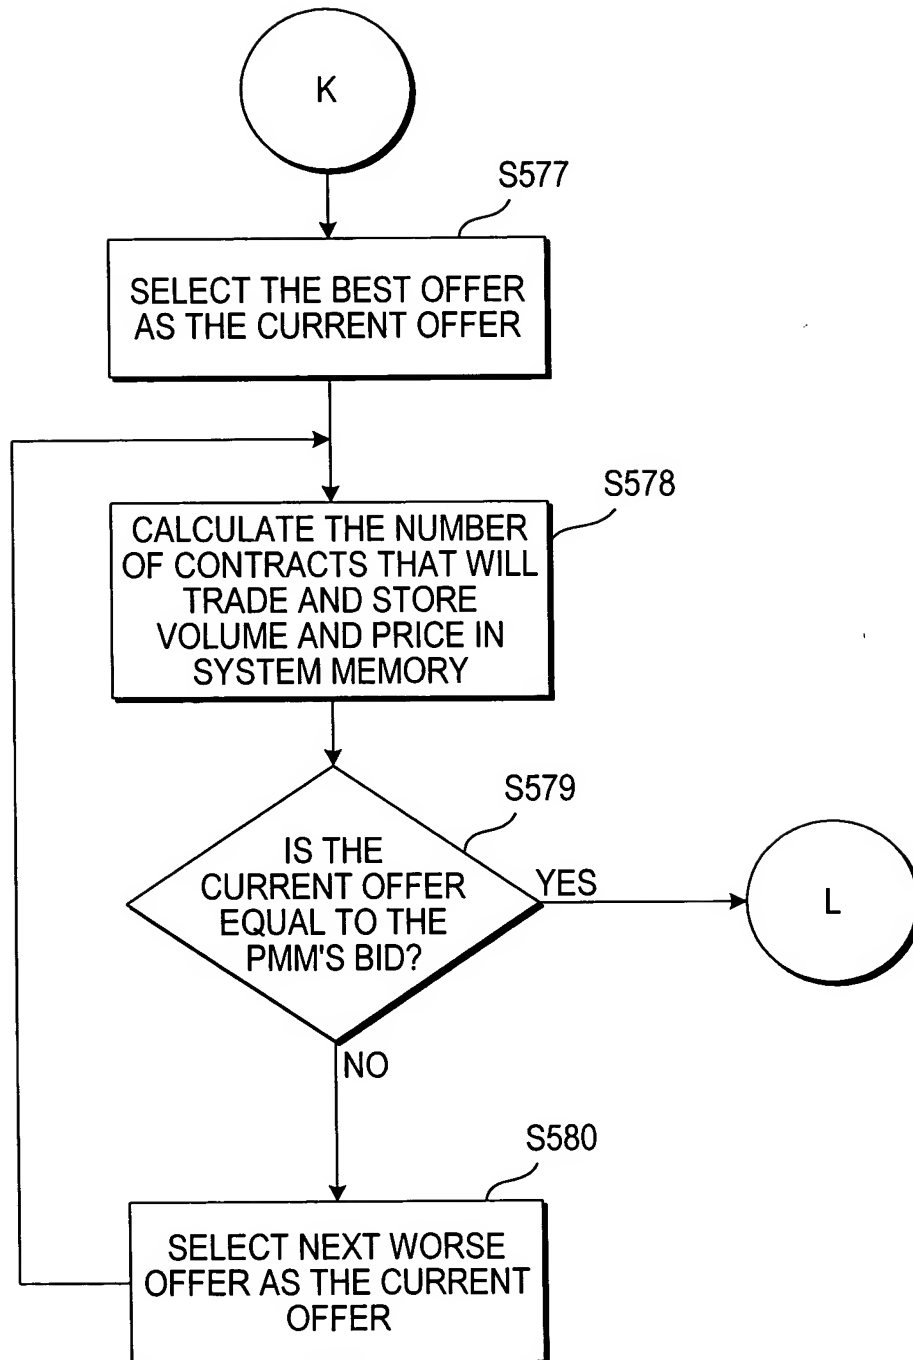 K
S577
SELECT THE BEST OFFER
AS THE CURRENT OFFER
S578
CALCULATE THE NUMBER
OF CONTRACTS THAT WILL
TRADE AND STORE
VOLUME AND PRICE IN
SYSTEM MEMORY
S579
IS THE
CURRENT OFFER
EQUAL TO THE
PMM'S BID?
YES
L
NO
S580
SELECT NEXT WORSE
OFFER AS THE CURRENT
OFFER